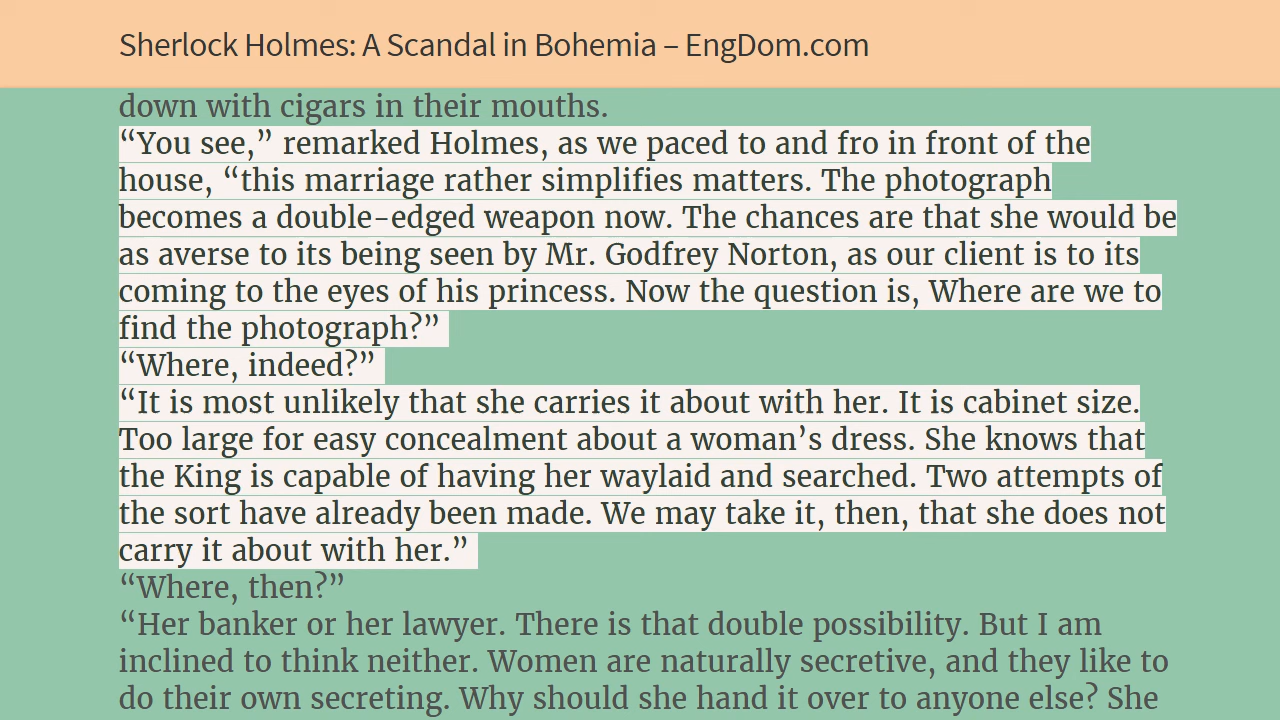 Sherlock Holmes: A Scandal in Bohemia – EngDom.com
down with cigars in their mouths.
“You see,” remarked Holmes, as we paced to and fro in front of the
house, “this marriage rather simplifies matters. The photograph
becomes a double-edged weapon now. The chances are that she would be
as averse to its being seen by Mr. Godfrey Norton, as our client is to its
coming to the eyes of his princess. Now the question is, Where are we to
find the photograph?”
“Where, indeed?”
“It is most unlikely that she carries it about with her. It is cabinet size.
Too large for easy concealment about a woman’s dress. She knows that
the King is capable of having her waylaid and searched. Two attempts of
the sort have already been made. We may take it, then, that she does not
carry it about with her.”
“Where, then?”
“Her banker or her lawyer. There is that double possibility. But I am
inclined to think neither. Women are naturally secretive, and they like to
do their own secreting. Why should she hand it over to anyone else? She